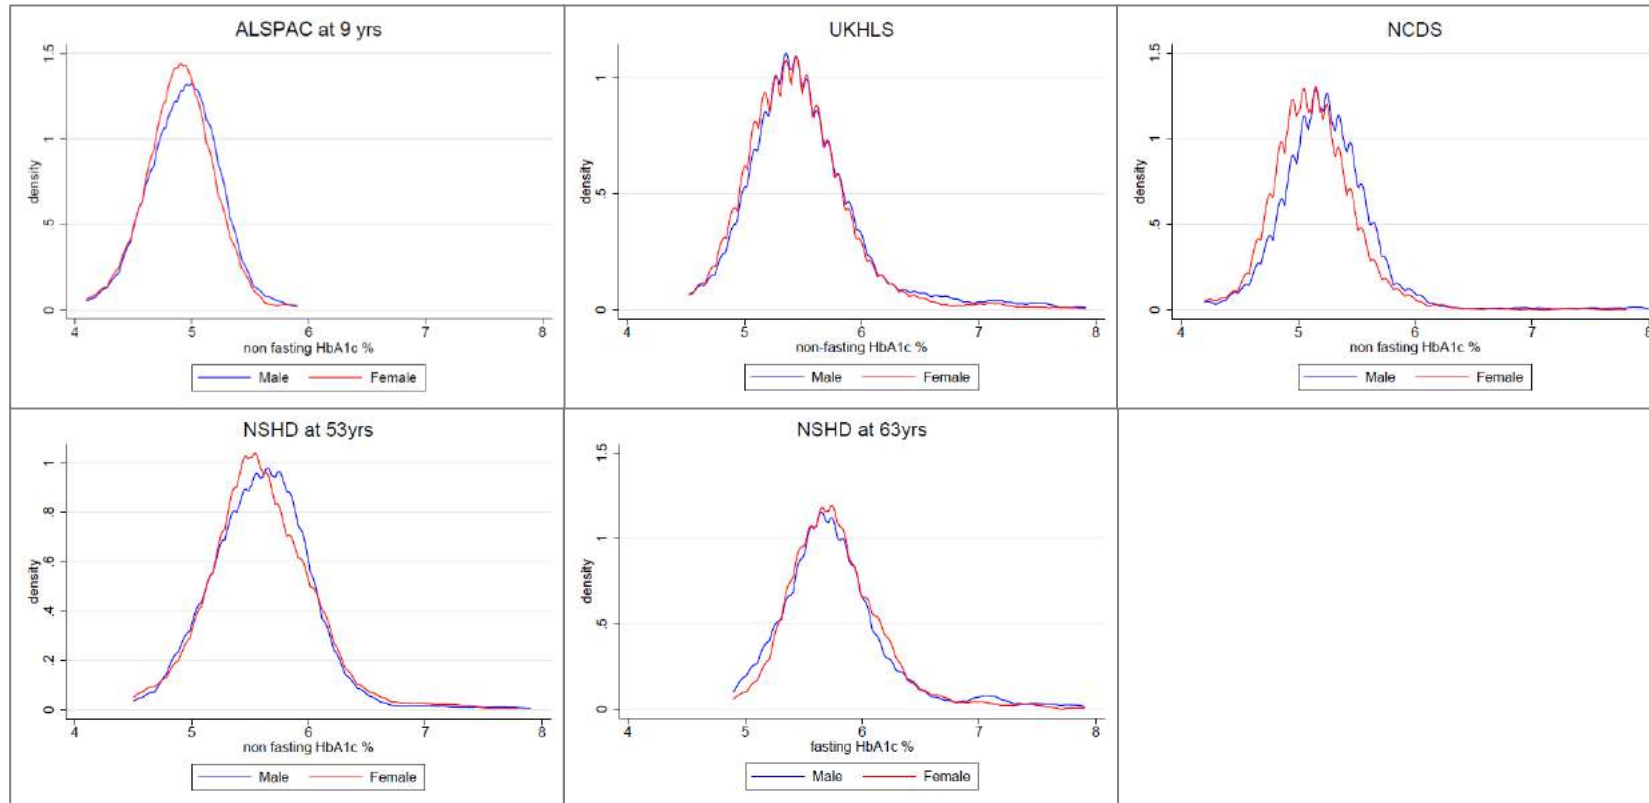 ALSPAC at 9 yrs
1.5
1
.5
0
density
4 5 6 7 8
non fasting HbA1c %
Male Female
UKHLS
1
.5
0
density
4 5 6 7 8
non-fasting HbA1c %
Male Female
NCDS
1.5
1
.5
0
density
4 5 6 7 8
non fasting HbA1c %
Male Female
NSHD at 53yrs
1
.8
.6
.4
.2
0
density
4 5 6 7 8
non fasting HbA1c %
Male Female
NSHD at 63yrs
1.5
1
.5
0
density
4 5 6 7 8
fasting HbA1c %
Male Female